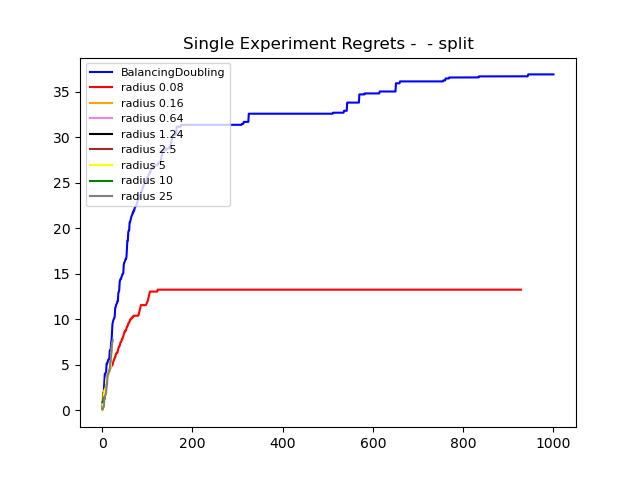 Single Experiment Regrets -  - split
BalancingDoubling
radius 0.08
radius 0.16
radius 0.64
radius 1.24
radius 2.5
radius 5
radius 10
radius 25
35
30
25
20
15
10
5
0
0 200 400 600 800 1000